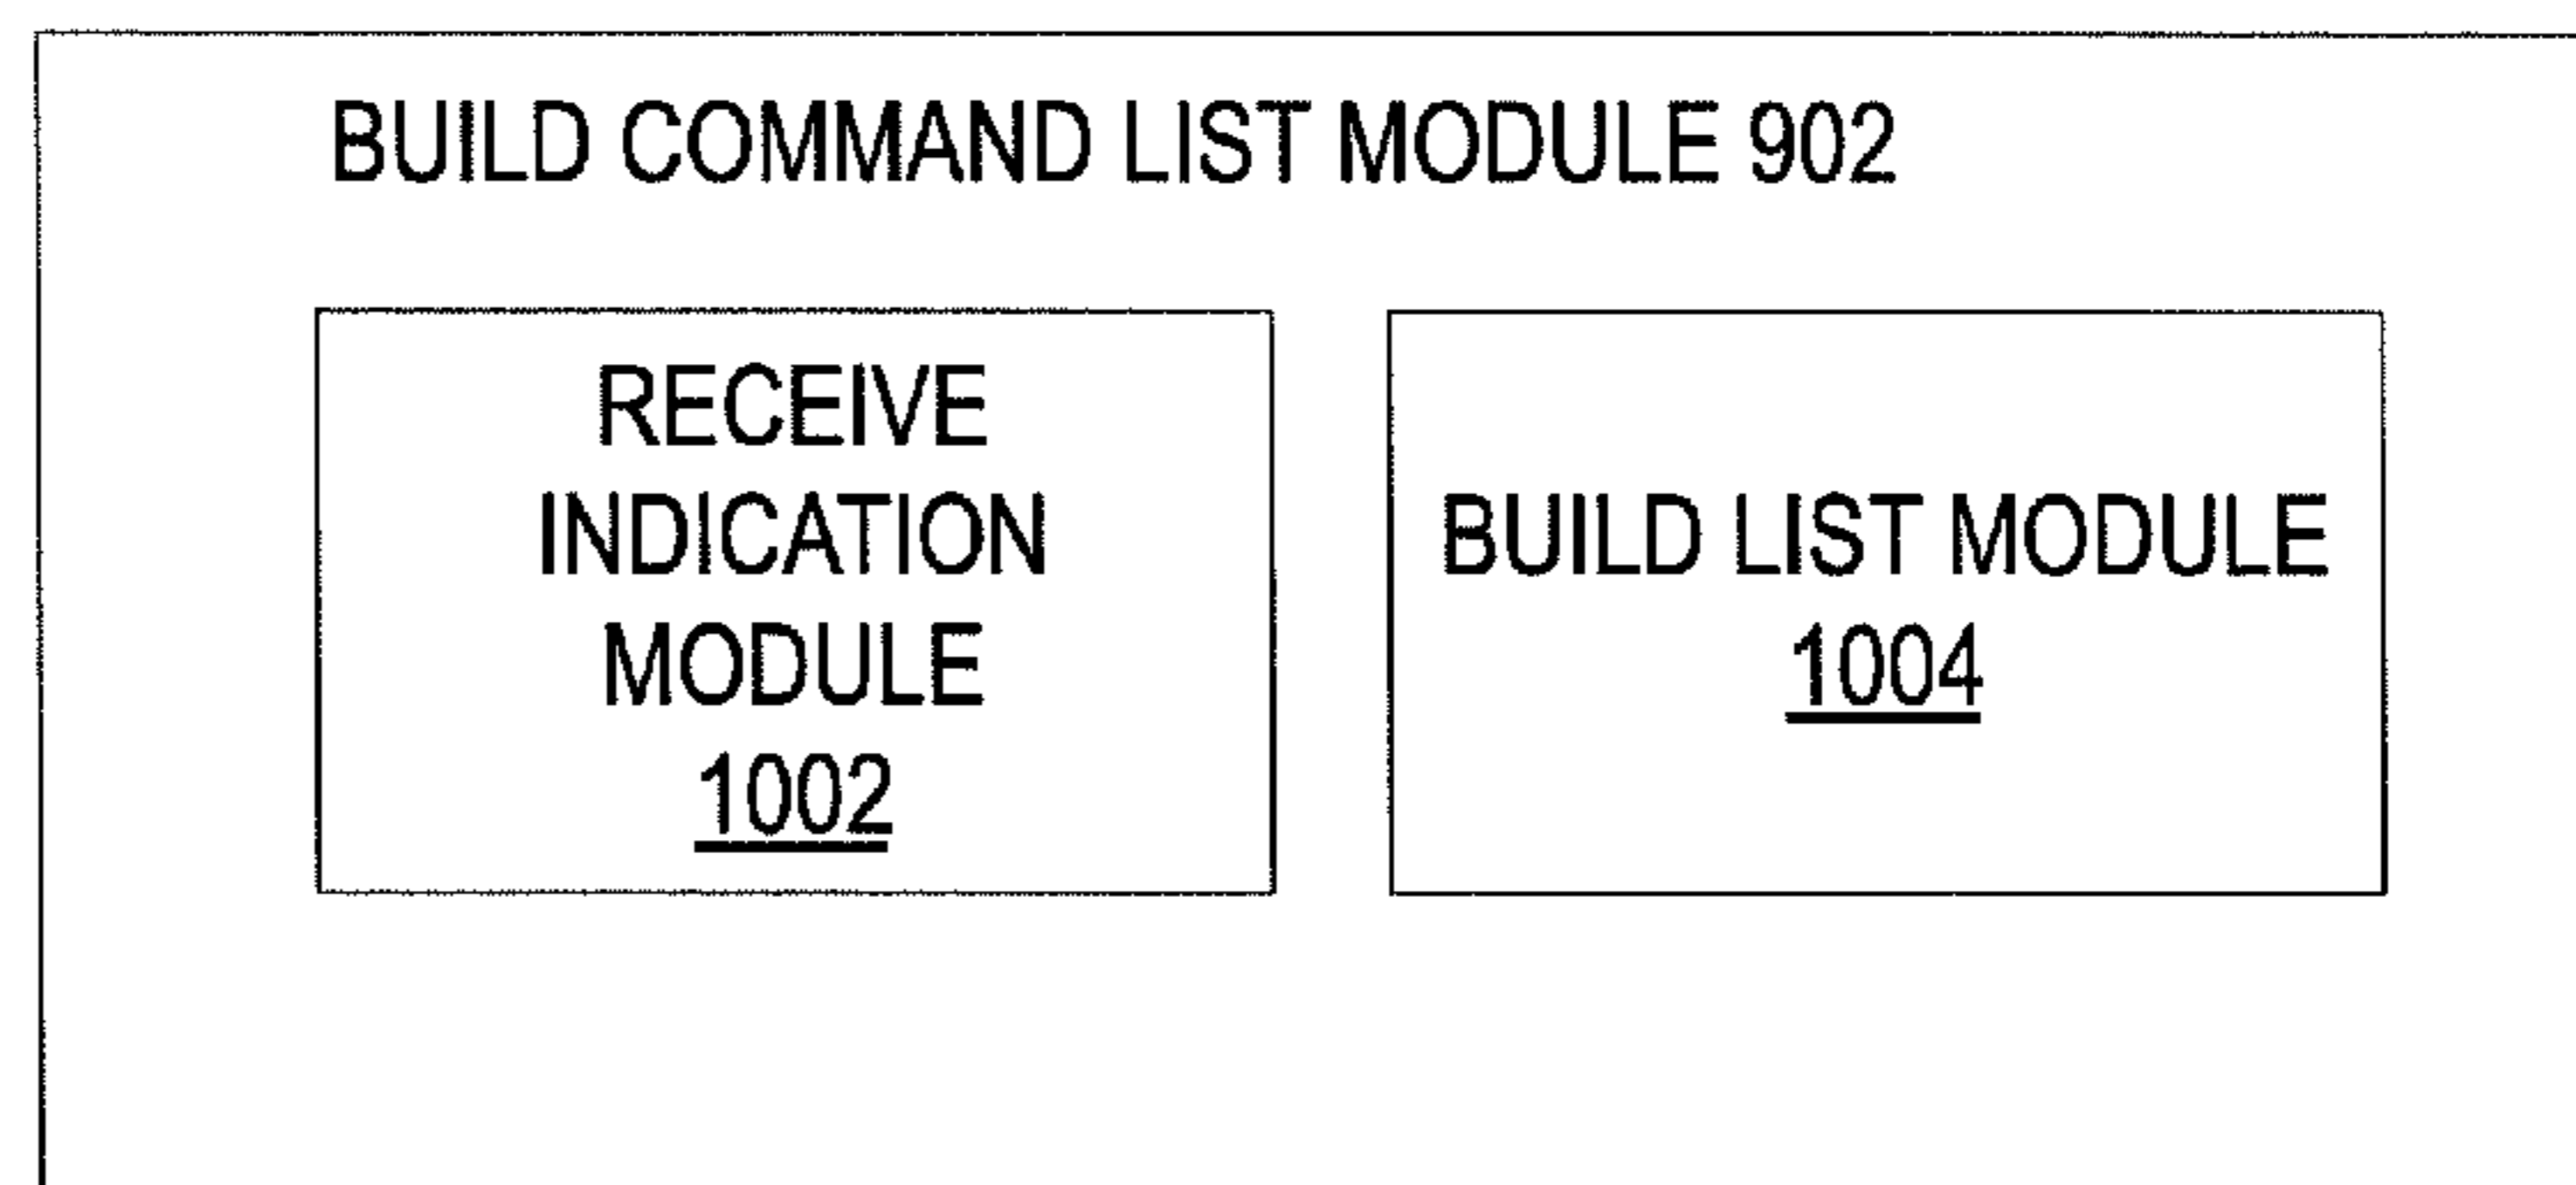 BUILD COMMAND LIST MODULE 902
RECEIVE
INDICATION
MODULE
1002
BUILD LIST MODULE
1004